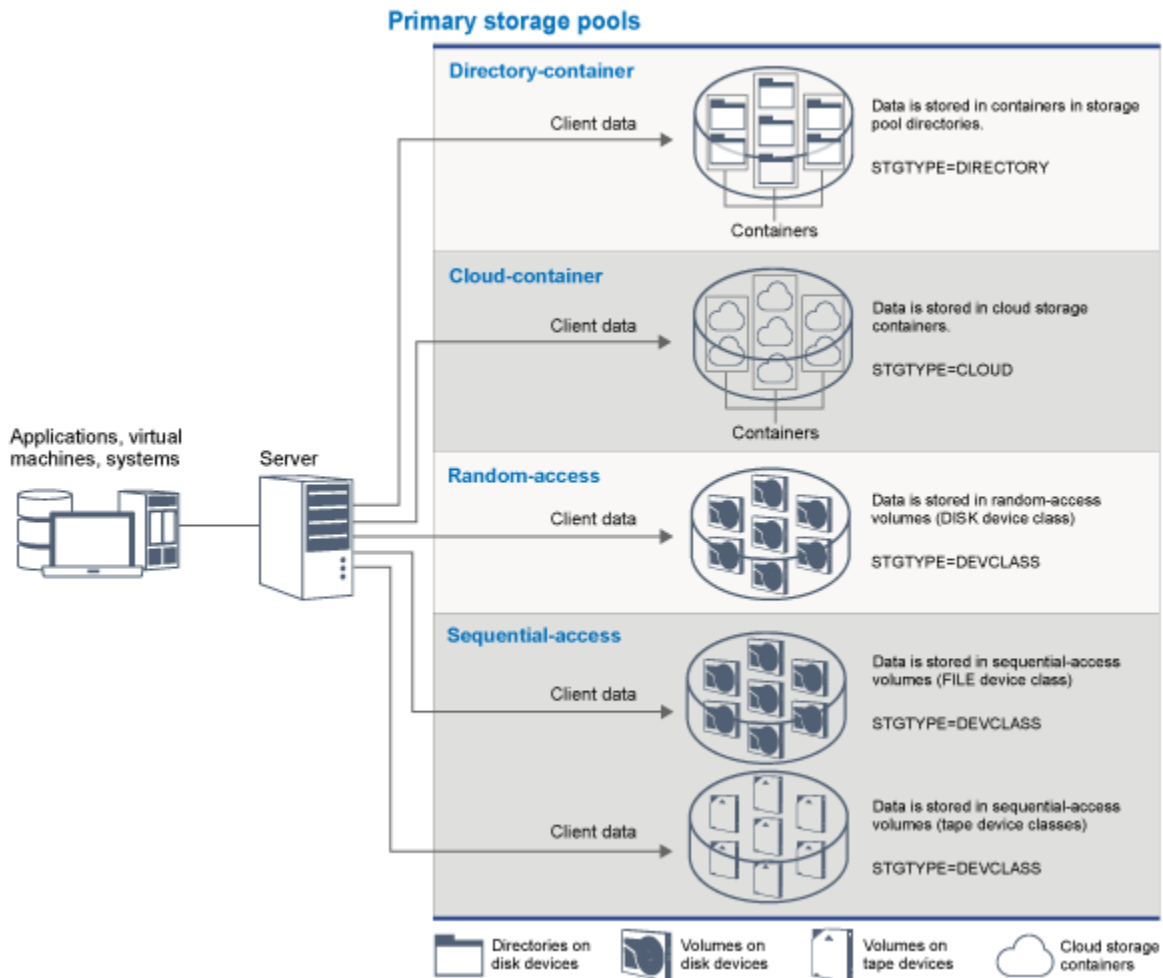 Primary storage pools
Directory-container
Client data
Data is stored in containers in storage
pool directories.
STGTYPE=DIRECTORY
Containers
Cloud-container
Client data
Data is stored in cloud storage
containers.
STGTYPE=CLOUD
Containers
Applications, virtual
machines, systems
Server
Random-access
Client data
Data is stored in random-access
volumes (DISK device class)
STGTYPE=DEVCLASS
Sequential-access
Client data
Data is stored in sequential-access
volumes (FILE device class)
STGTYPE=DEVCLASS
Client data
Data is stored in sequential-access
volumes (tape device classes)
STGTYPE=DEVCLASS
Directories on
disk devices
Volumes on
disk devices
Volumes on
tape devices
Cloud storage
containers